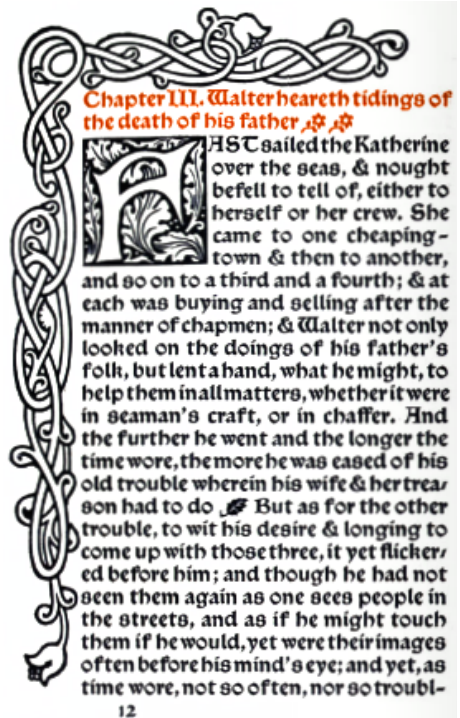 Chapter III. Walter heareth tidings of
the death of his father
FAST sailed the Katherine
over the seas, & nought
befell to tell of, either to
herself or her crew. She
came to one cheaping-
town & then to another,
and so on to a third and a fourth; & at
each was buying and selling after the
manner of chapmen; & Walter not only
looked on the doings of his father's
folk, but lent a hand, what he might, to
help them in all matters, whether it were
in seaman's craft, or in chaffer. And
the further he went and the longer the
time wore, the more he was eased of his
old trouble wherein his wife & her trea-
son had to do But as for the other
trouble, to wit his desire & longing to
come up with those three, it yet flicker-
ed before him; and though he had not
seen them again as one sees people in
the streets, and as if he might touch
them if he would, yet were their images
often before his mind's eye; and yet, as
time wore, not so often, nor so troubl-
12